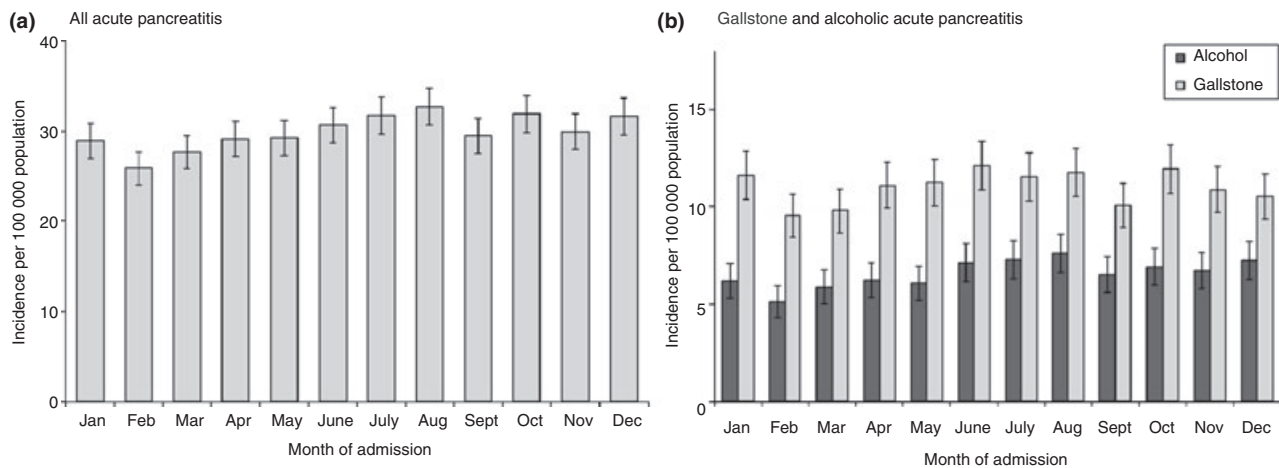 (a) All acute pancreatitis
40
30
20
10
0
Incidence per 100 000 population
Jan Feb Mar Apr May June July Aug Sept Oct Nov Dec
Month of admission
(b) Gallstone and alcoholic acute pancreatitis
Alcohol
Gallstone
15
10
5
0
Incidence per 100 000 population
Jan Feb Mar Apr May June July Aug Sept Oct Nov Dec
Month of admission